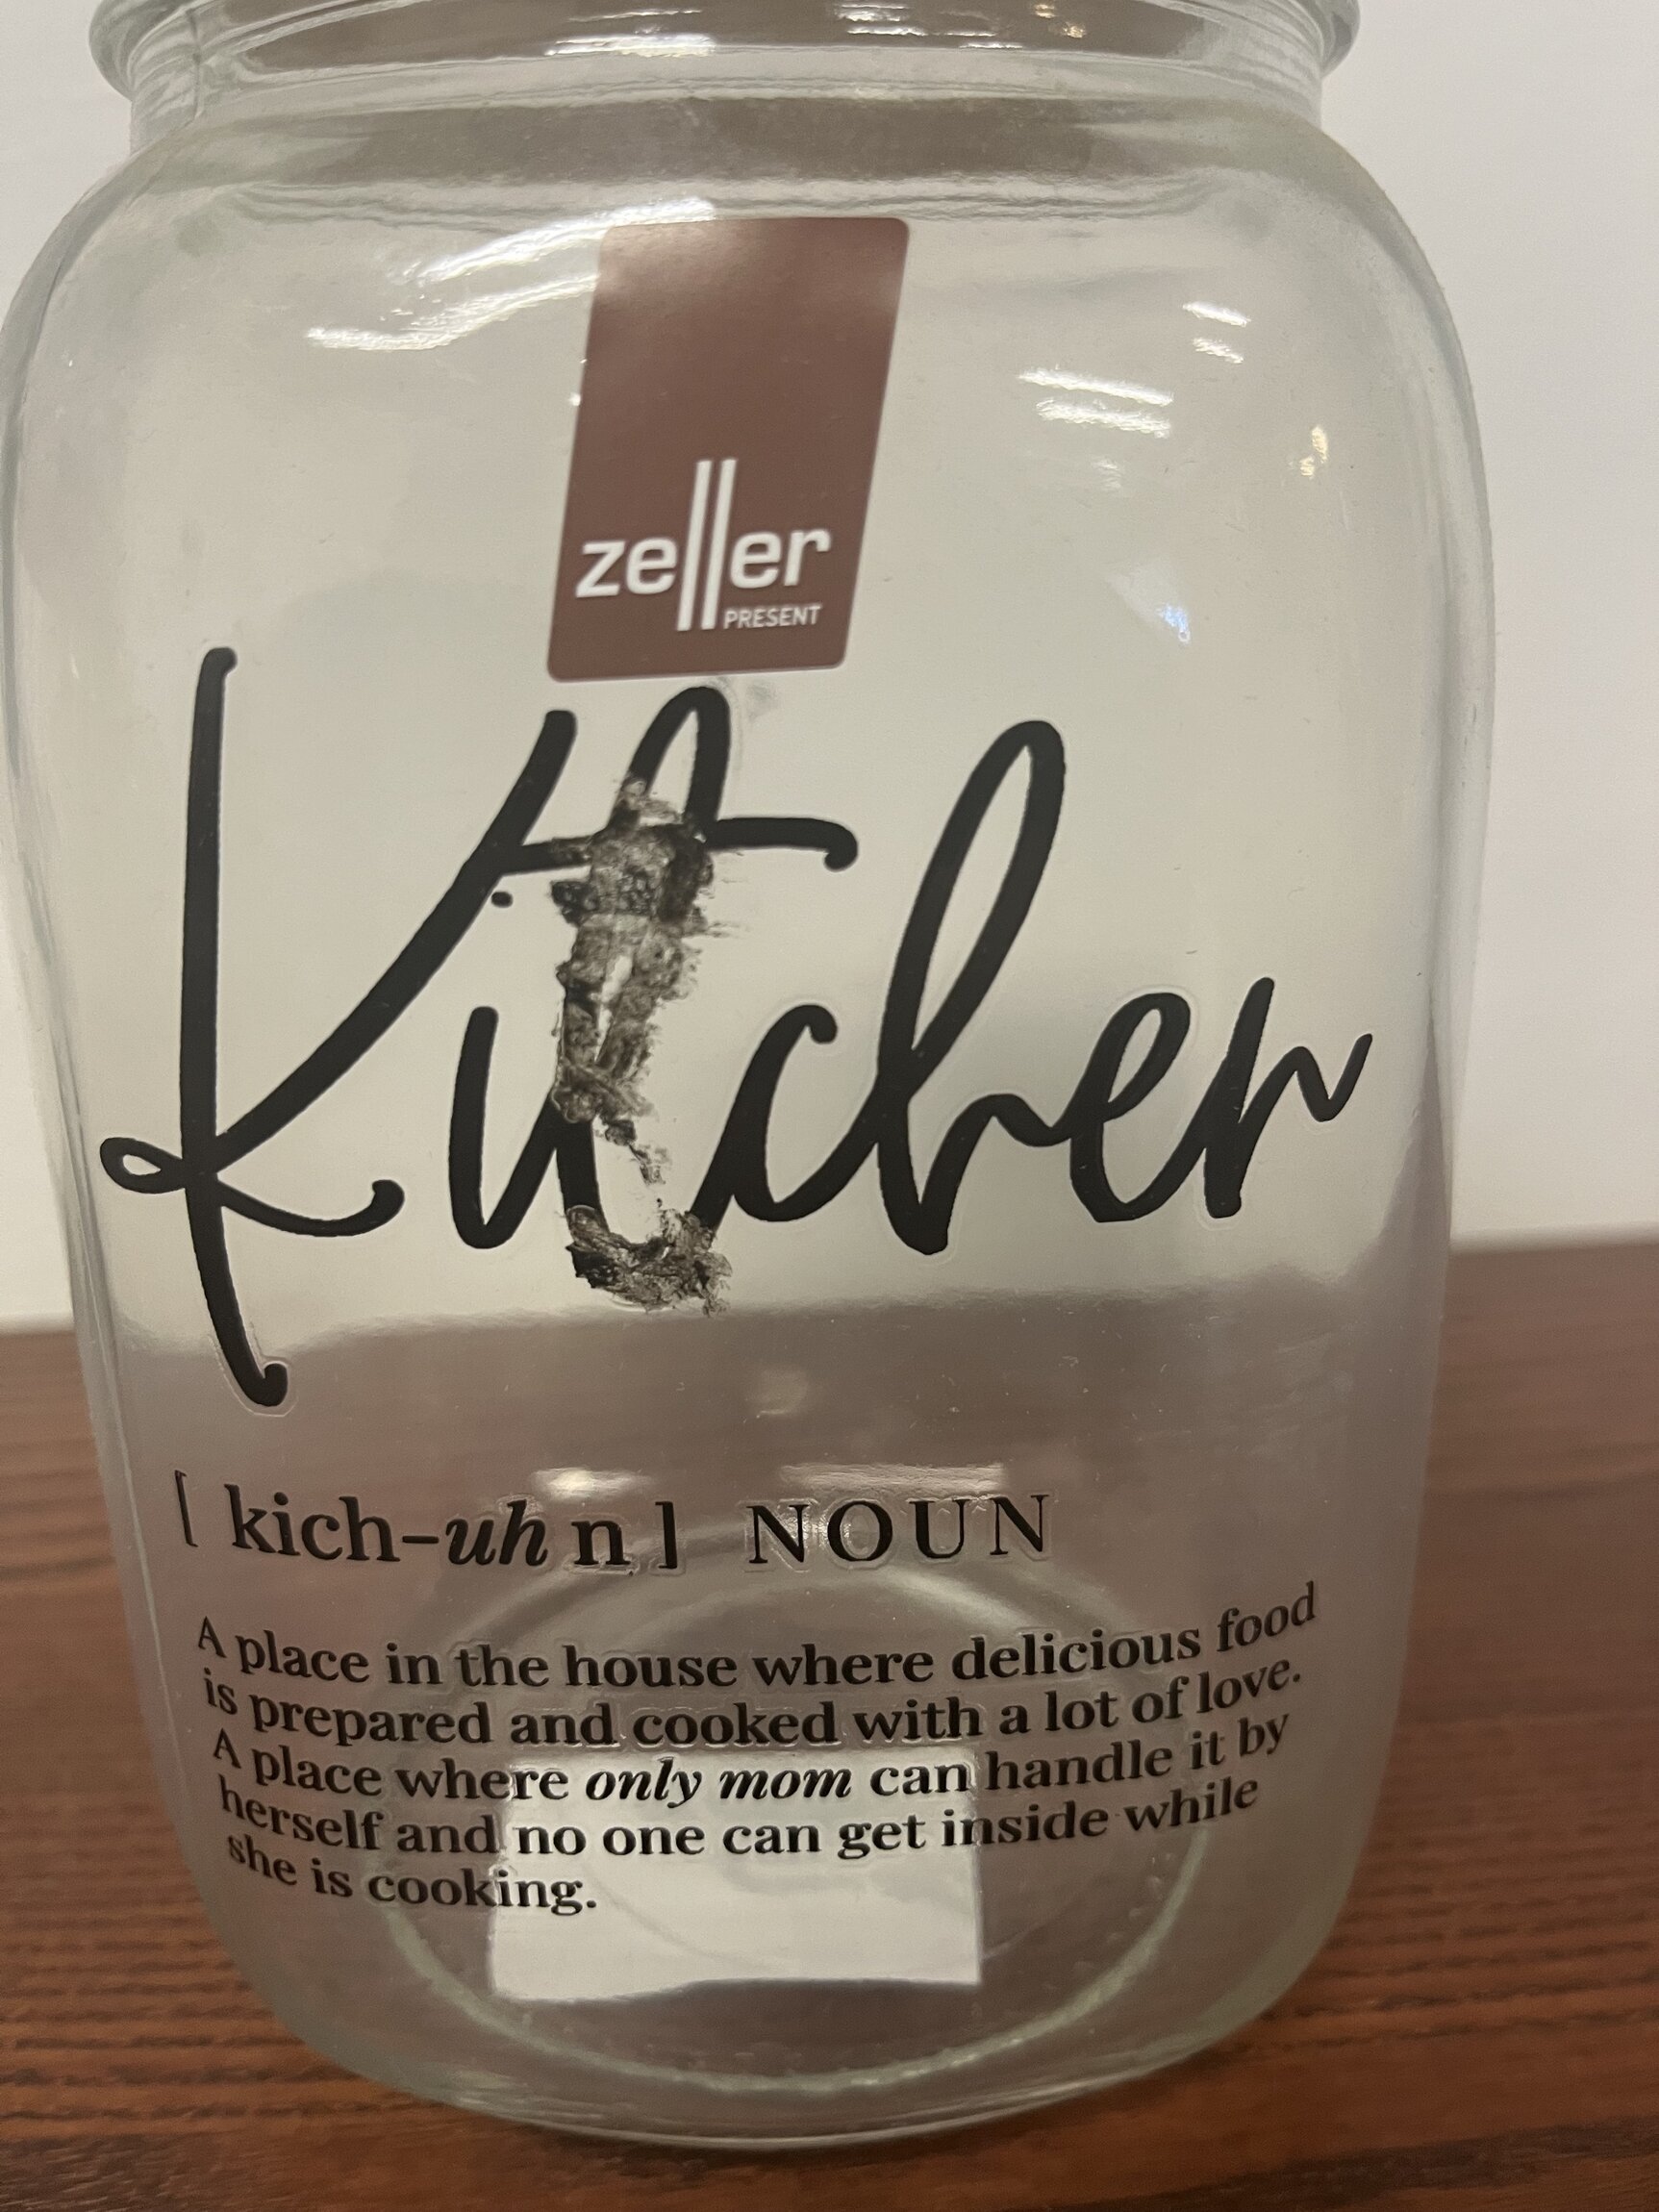 zeller
PRESENT
Kitchen
[ kich-uh n ] NOUN
A place in the house where delicious food
is prepared and cooked with a lot of love.
A place where only mom can handle it by
herself and no one can get inside while
she is cooking.